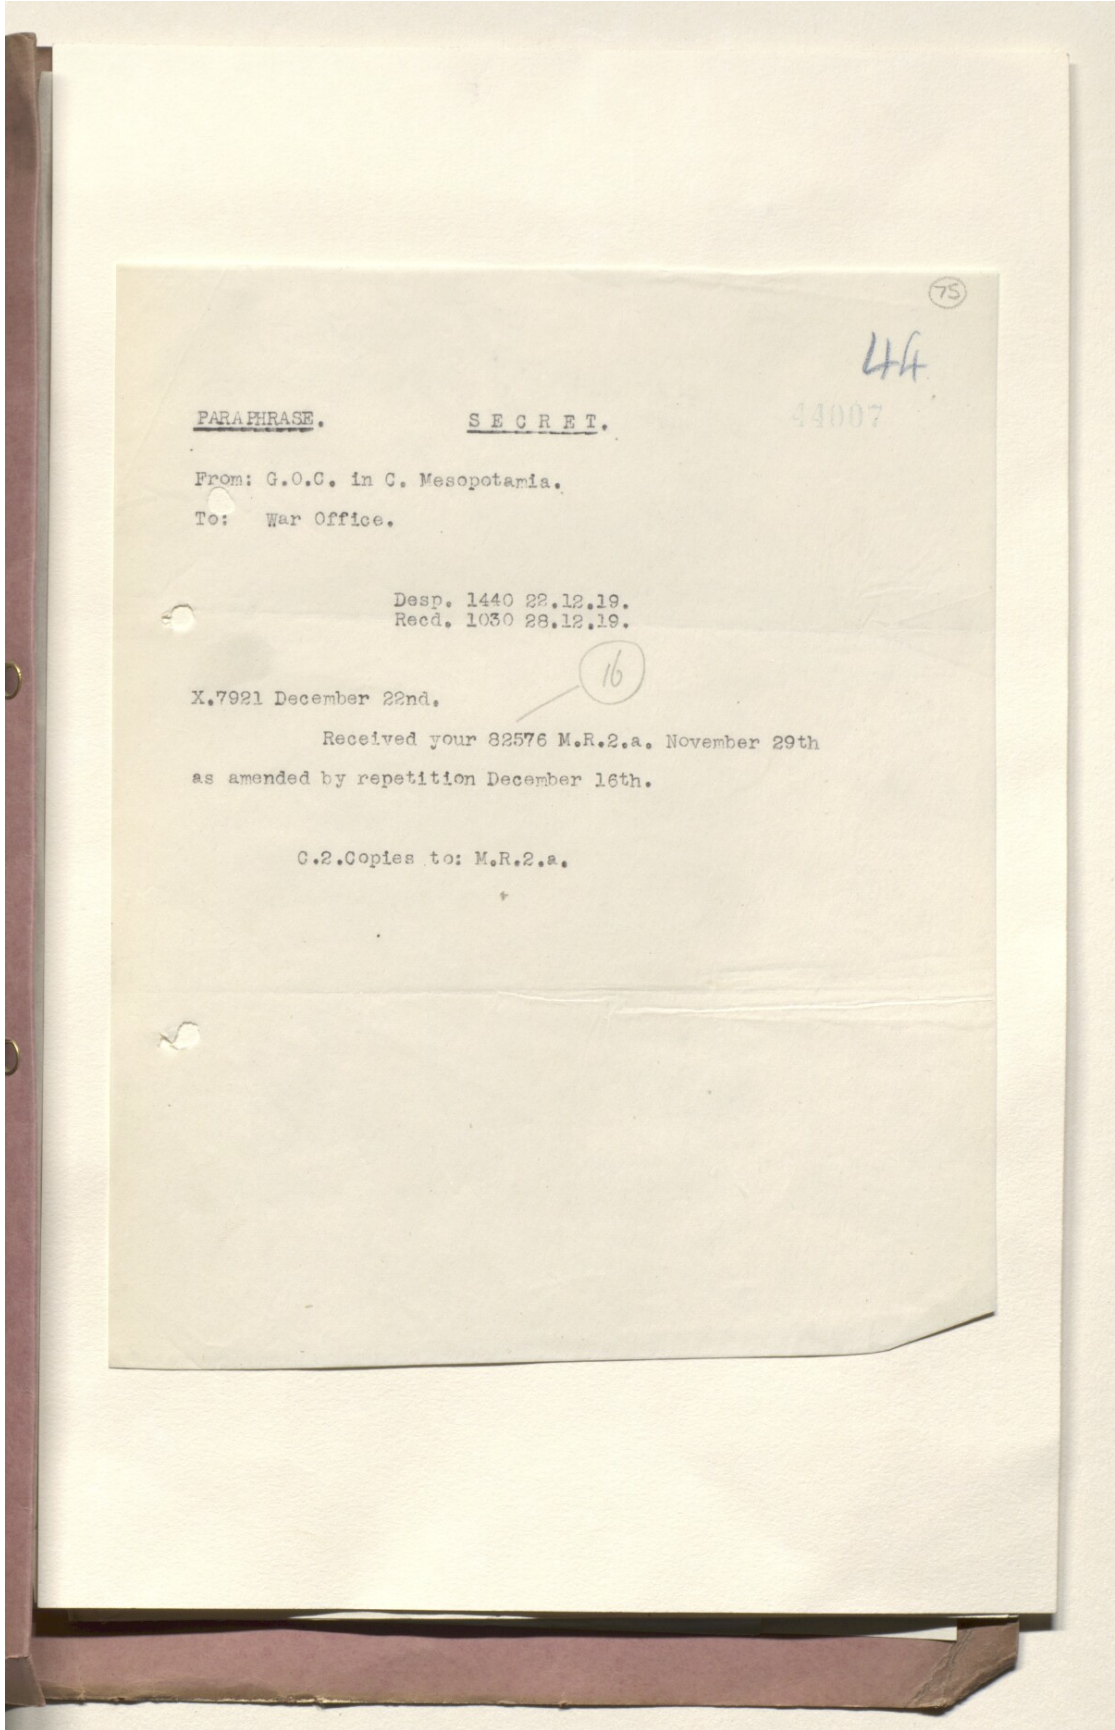 75
44
44007
PARAPHRASE. SECRET.
From: G.O.C. in C. Mesopotamia.
To: War Office.
Desp. 1440 22.12.19.
Recd. 1030 28.12.19.
16
X.7921 December 22nd.
Received your 82576 M.R.2.a. November 29th
as amended by repetition December 16th.
C.2.Copies to: M.R.2.a.